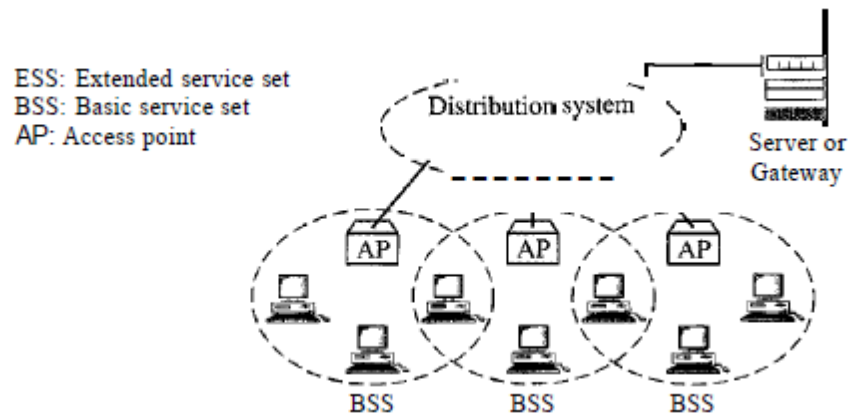 ESS: Extended service set
BSS: Basic service set
AP: Access point
Distribution system
Server or
Gateway
AP
AP
AP
BSS
BSS
BSS